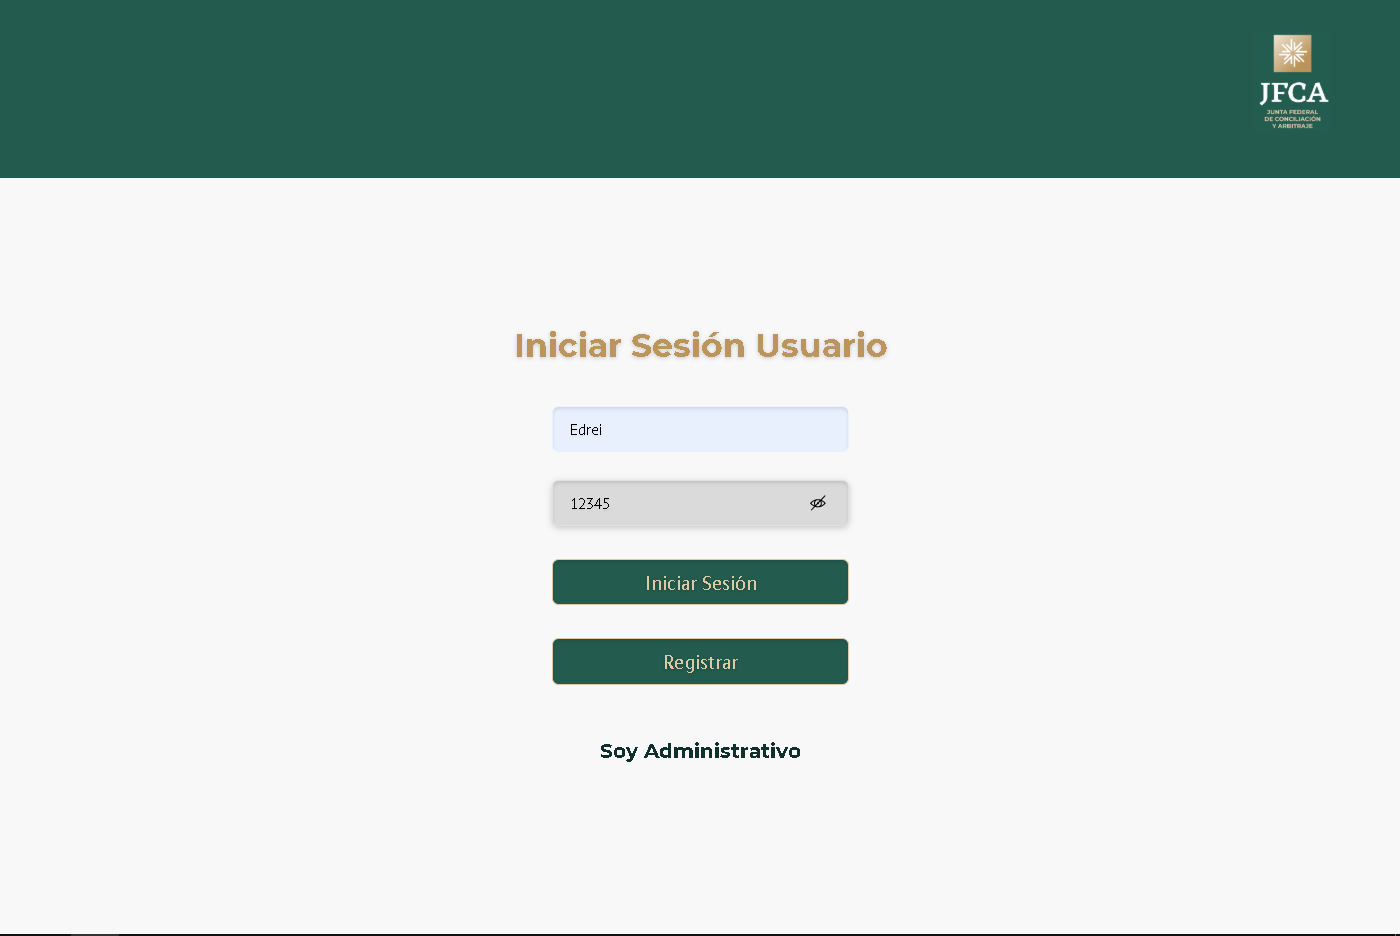 JFCA
JUNTA FEDERAL
DE CONCILIACIÓN
Y ARBITRAJE
Iniciar Sesión Usuario
Edrei
12345
Iniciar Sesión
Registrar
Soy Administrativo